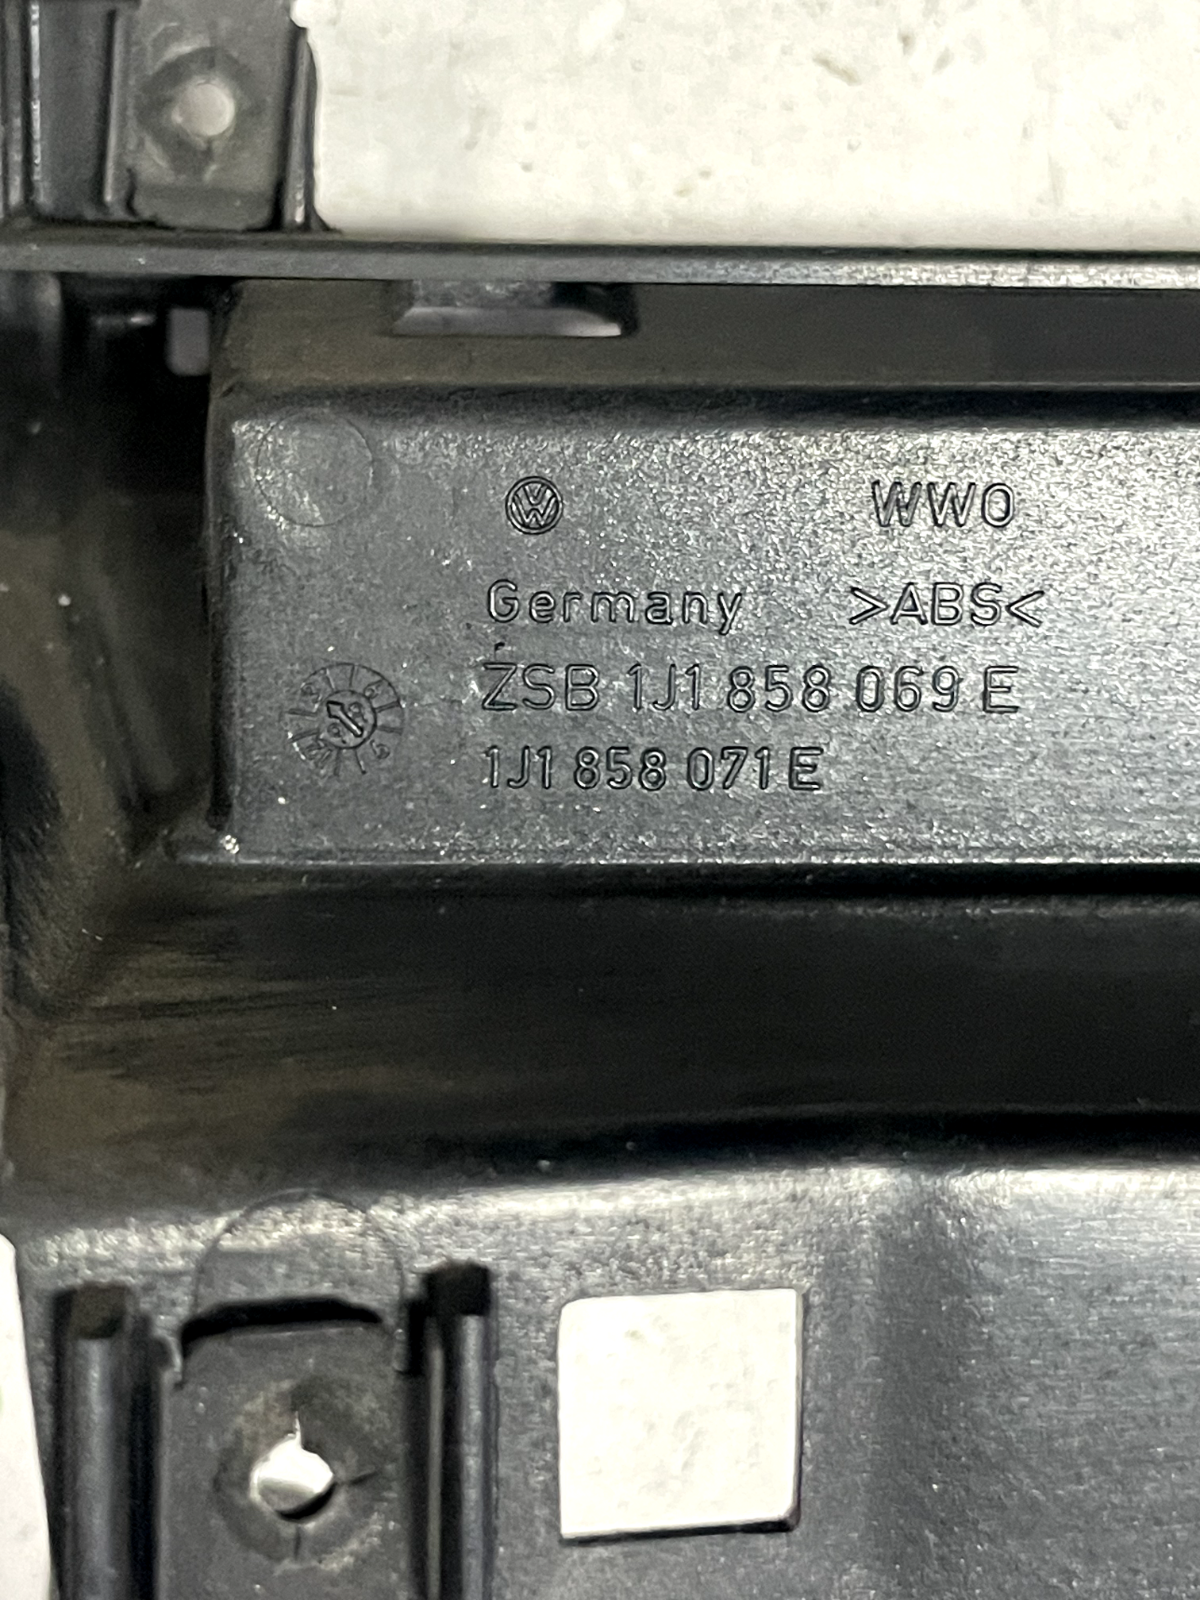 WWO
Germany >ABS<
ZSB 1J1 858 069 E
1J1 858 071 E